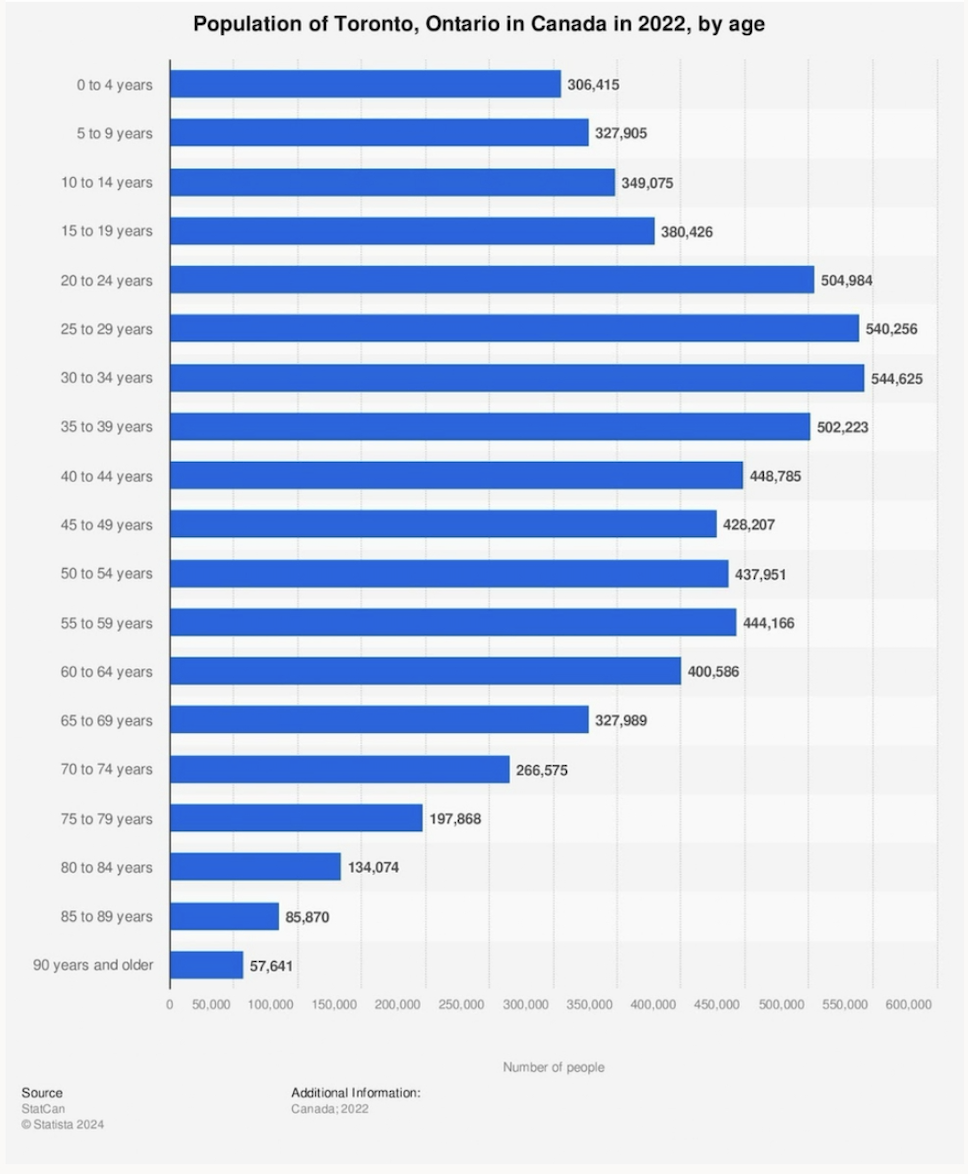 Population of Toronto, Ontario in Canada in 2022, by age
0 to 4 years 306,415
5 to 9 years 327,905
10 to 14 years 349,075
15 to 19 years 380,426
20 to 24 years 504,984
25 to 29 years 540,256
30 to 34 years 544,625
35 to 39 years 502,223
40 to 44 years 448,785
45 to 49 years 428,207
50 to 54 years 437,951
55 to 59 years 444,166
60 to 64 years 400,586
65 to 69 years 327,989
70 to 74 years 266,575
75 to 79 years 197,868
80 to 84 years 134,074
85 to 89 years 85,870
90 years and older 57,641
0 50,000 100,000 150,000 200,000 250,000 300,000 350,000 400,000 450,000 500,000 550,000 600,000
Number of people
Source
StatCan
© Statista 2024
Additional Information:
Canada; 2022